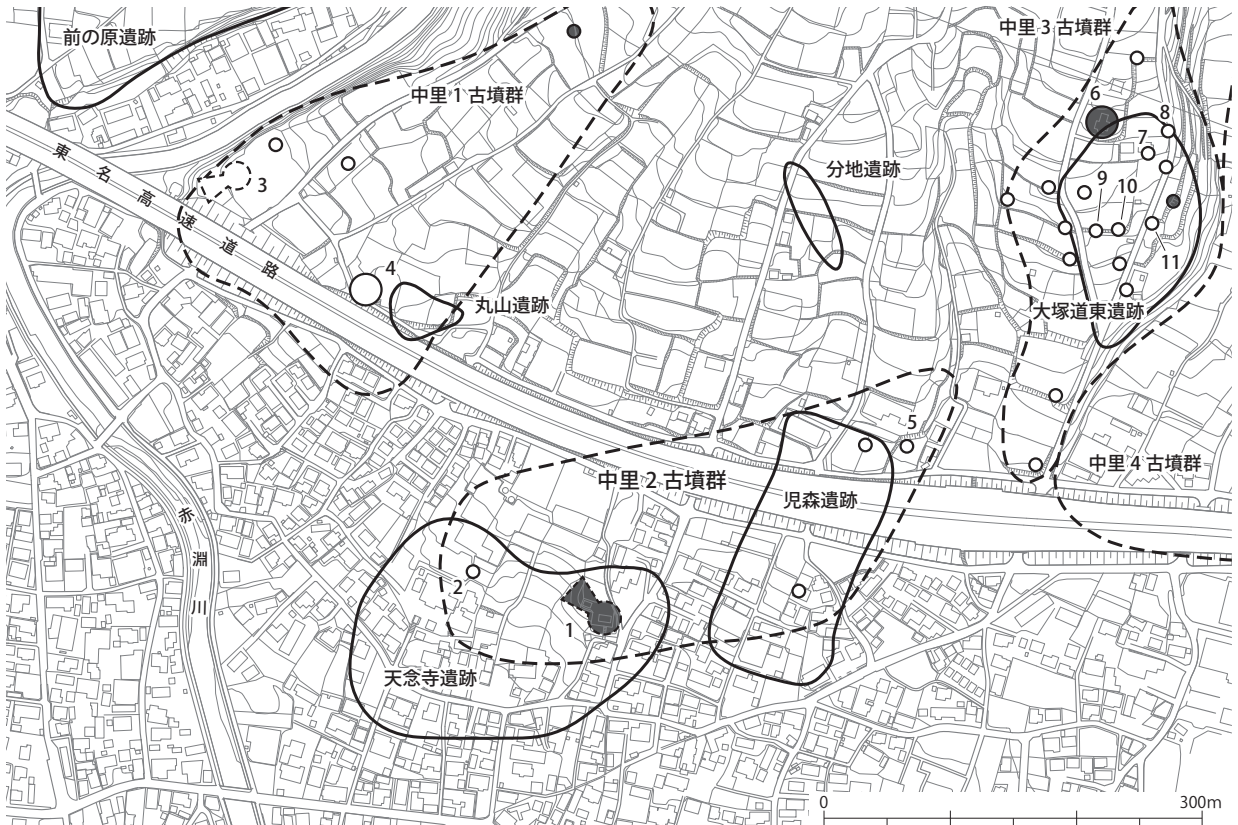 前の原遺跡
中里 1 古墳群
中里 3 古墳群
6
8
7
9
10
11
分地遺跡
東名高速道路
3
4
丸山遺跡
大塚道東遺跡
5
中里 2 古墳群
児森遺跡
中里 4 古墳群
赤淵川
2
1
天念寺遺跡
0
300m